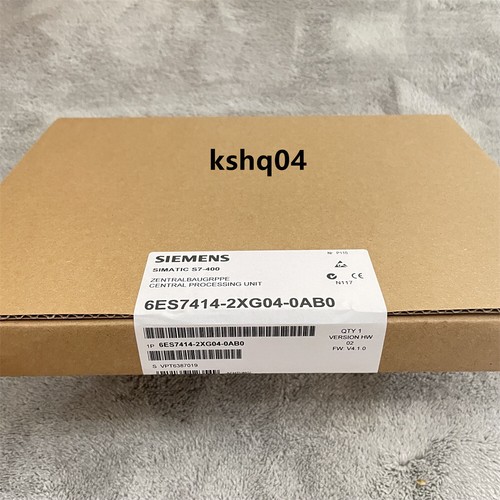 kshq04
SIEMENS
SIMATIC S7-400
ZENTRALBAUGRPPE
CENTRAL PROCESSING UNIT
6ES7414-2XG04-0AB0
N117
1P 6ES7414-2XG04-0AB0
S VPT6387019
QTY 1
VERSION HW
02
FW. V4.1.0